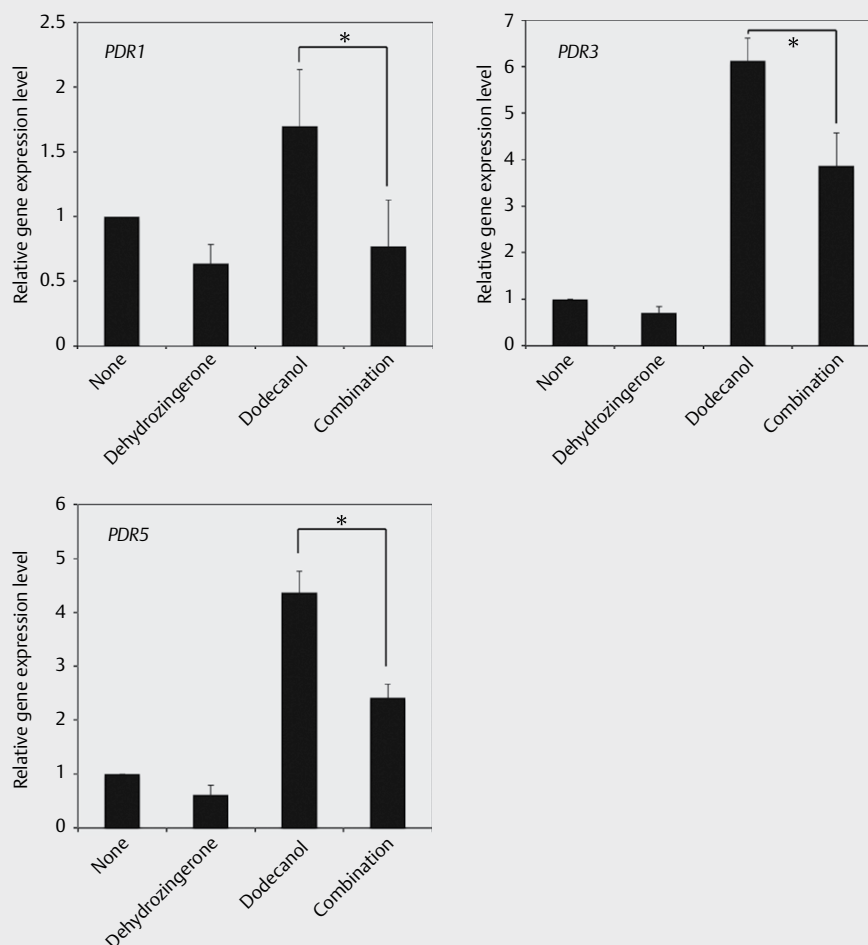 PDR1
*
Relative gene expression level
2.5
2
1.5
1
0.5
0
None
Dehydrozingerone
Dodecanol
Combination
PDR3
*
Relative gene expression level
7
6
5
4
3
2
1
0
None
Dehydrozingerone
Dodecanol
Combination
PDR5
*
Relative gene expression level
6
5
4
3
2
1
0
None
Dehydrozingerone
Dodecanol
Combination